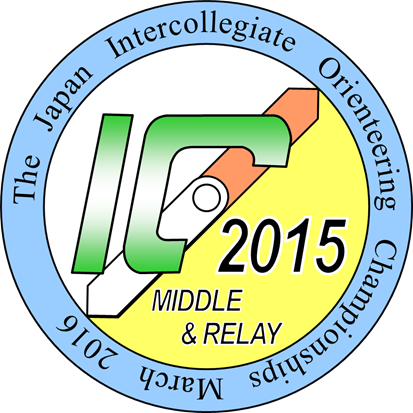 The Japan Intercollegiate Orienteering Championships March 2016
IC
2015
MIDDLE
& RELAY